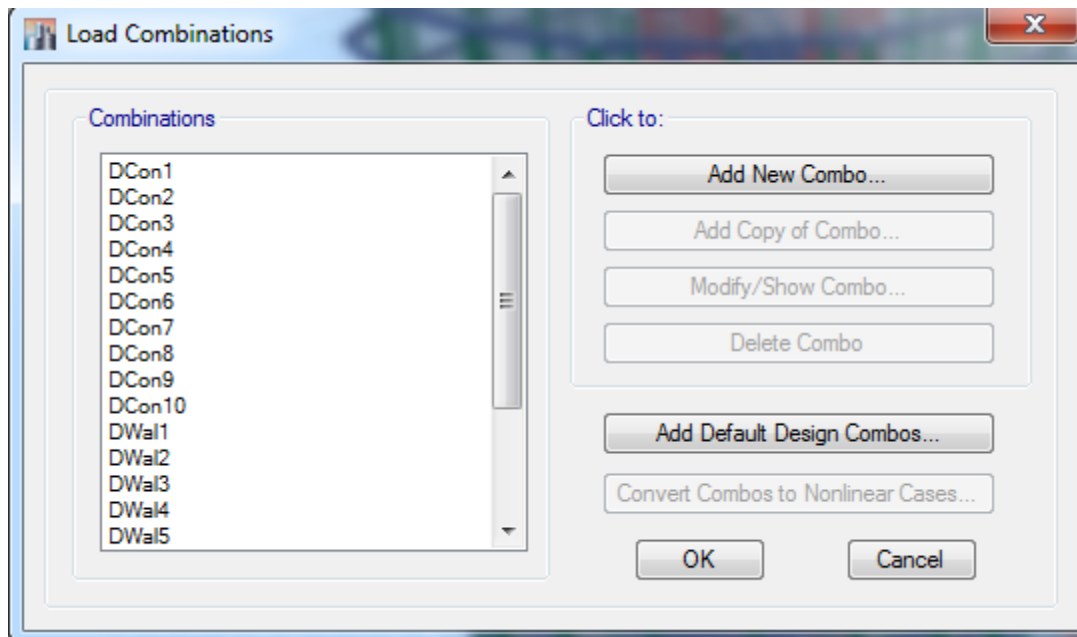 Load Combinations
Combinations
DCon1
DCon2
DCon3
DCon4
DCon5
DCon6
DCon7
DCon8
DCon9
DCon10
DWal1
DWal2
DWal3
DWal4
DWal5
Click to:
Add New Combo...
Add Copy of Combo...
Modify/Show Combo...
Delete Combo
Add Default Design Combos...
Convert Combos to Nonlinear Cases...
OK
Cancel